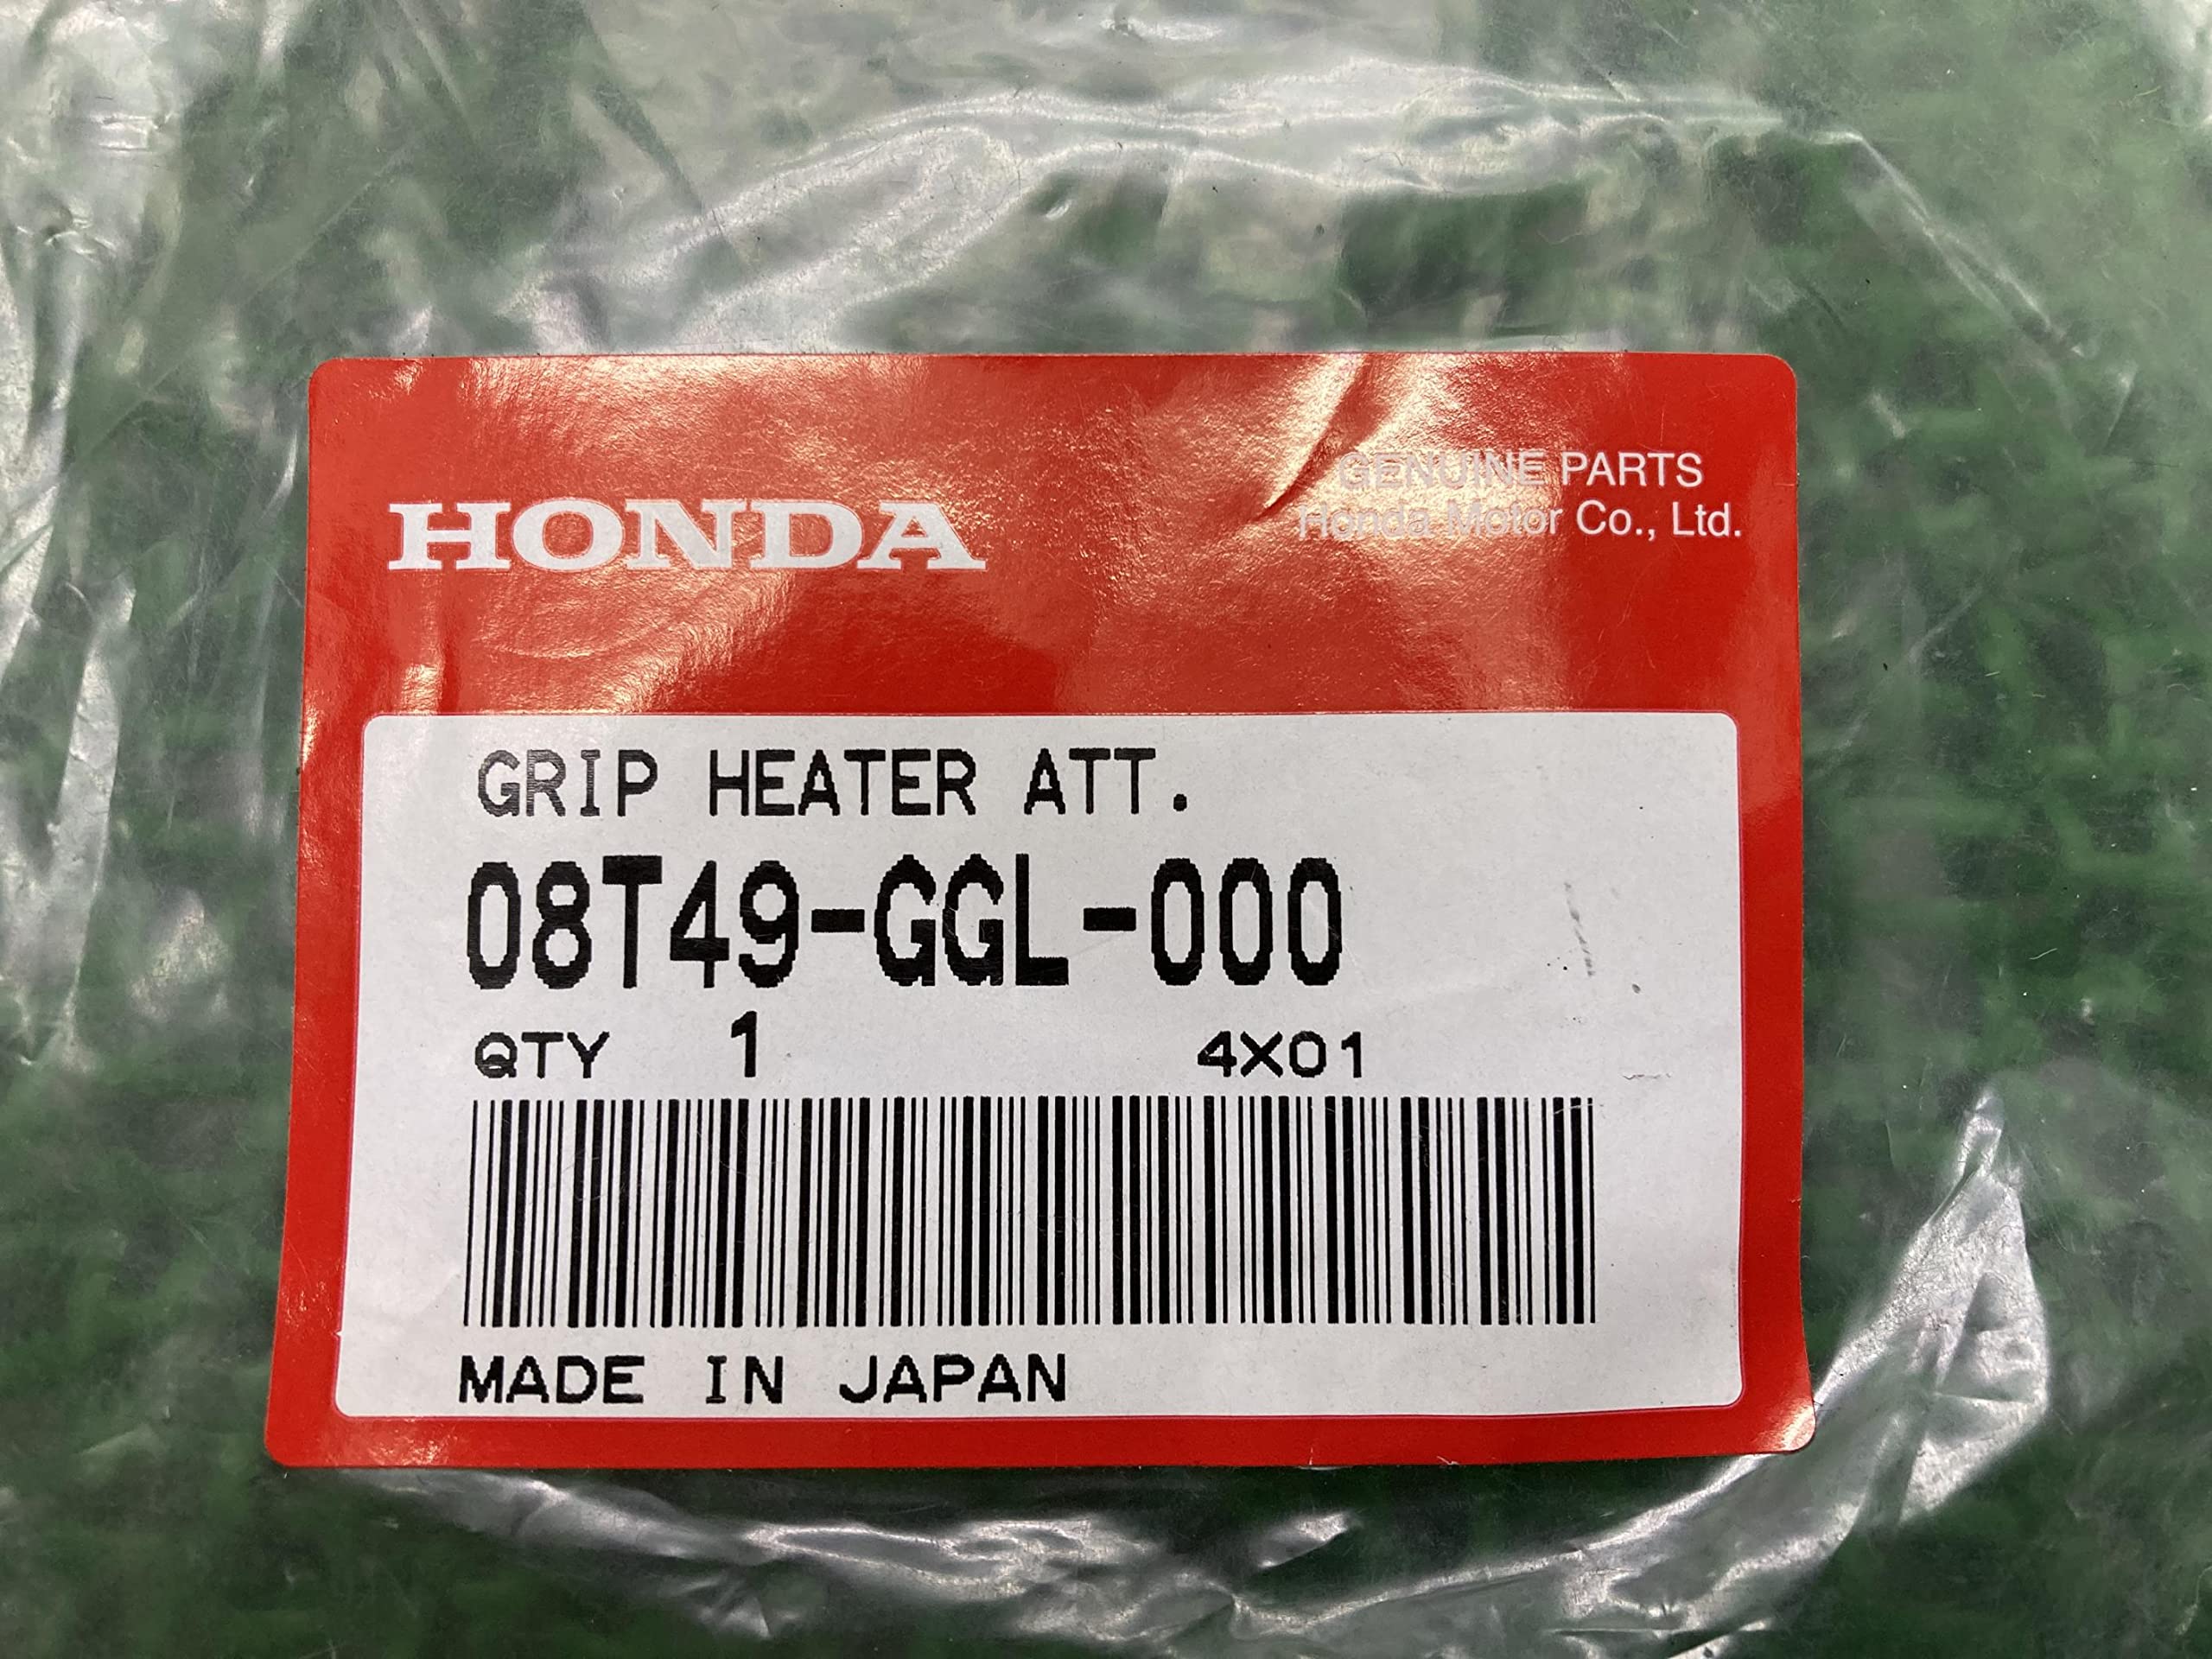 HONDA
GENUINE PARTS
Honda Motor Co., Ltd.
GRIP HEATER ATT.
08T49-GGL-000
QTY 1 4X01
MADE IN JAPAN